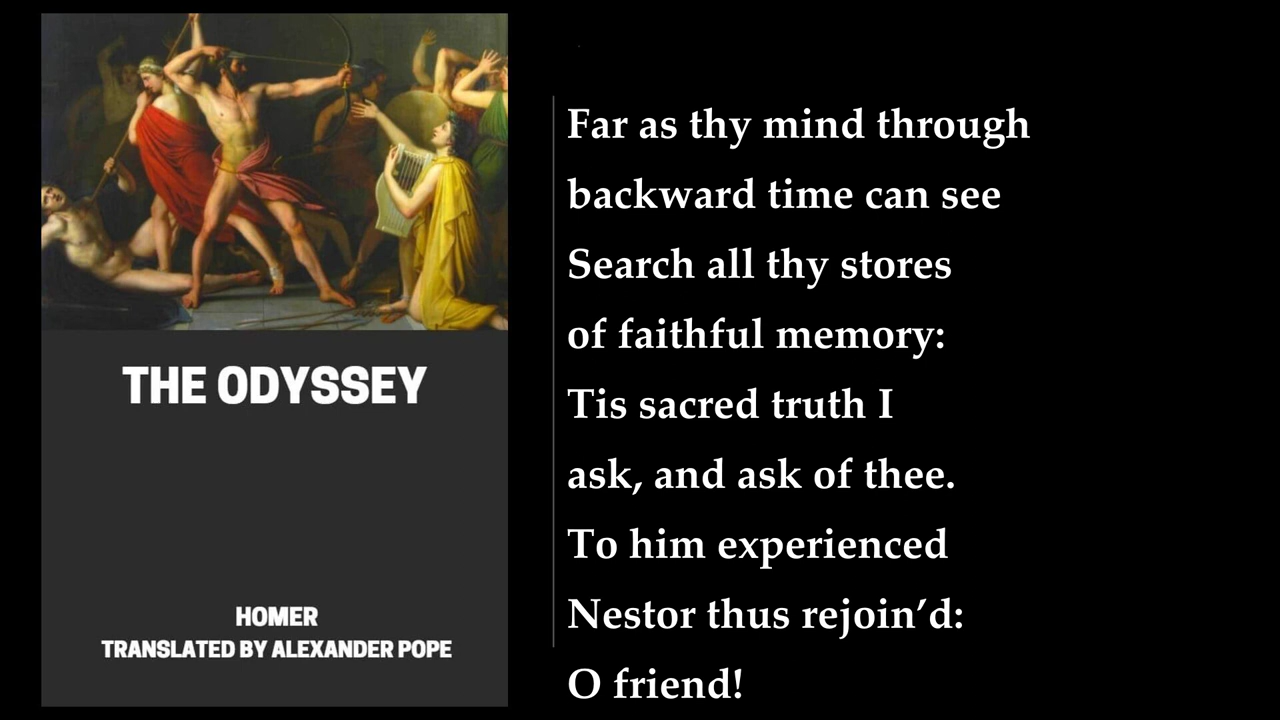 THE ODYSSEY
HOMER
TRANSLATED BY ALEXANDER POPE
Far as thy mind through
backward time can see
Search all thy stores
of faithful memory:
Tis sacred truth I
ask, and ask of thee.
To him experienced
Nestor thus rejoin’d:
O friend!